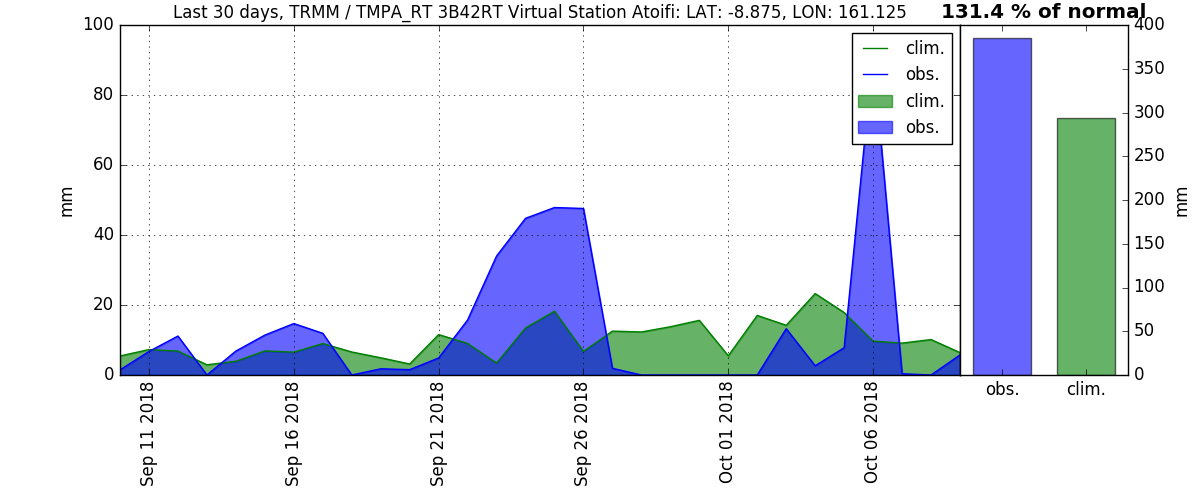 Last 30 days, TRMM / TMPA_RT 3B42RT Virtual Station Atoifi: LAT: -8.875, LON: 161.125
131.4 % of normal
100
80
60
40
20
0
mm
clim.
obs.
clim.
obs.
Sep 11 2018
Sep 16 2018
Sep 21 2018
Sep 26 2018
Oct 01 2018
Oct 06 2018
400
350
300
250
200
150
100
50
0
mm
obs.
clim.